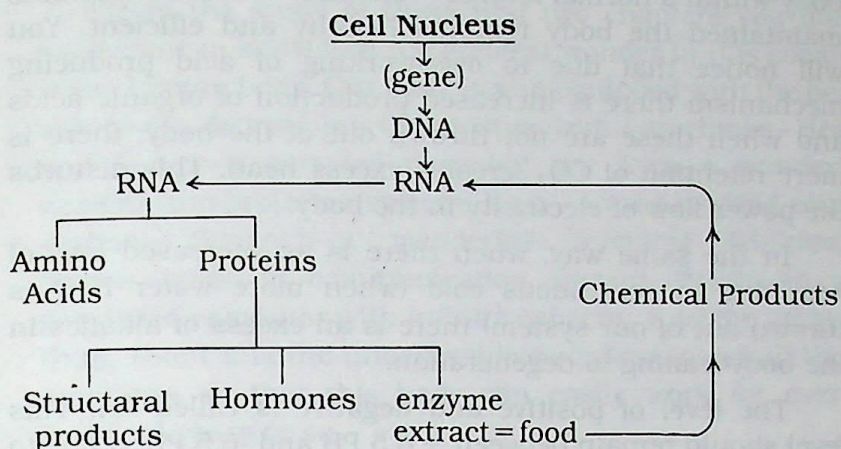 Cell Nucleus
(gene)
DNA
RNA RNA
Amino Proteins
Acids
Chemical Products
Structaral Hormones enzyme
products extract = food